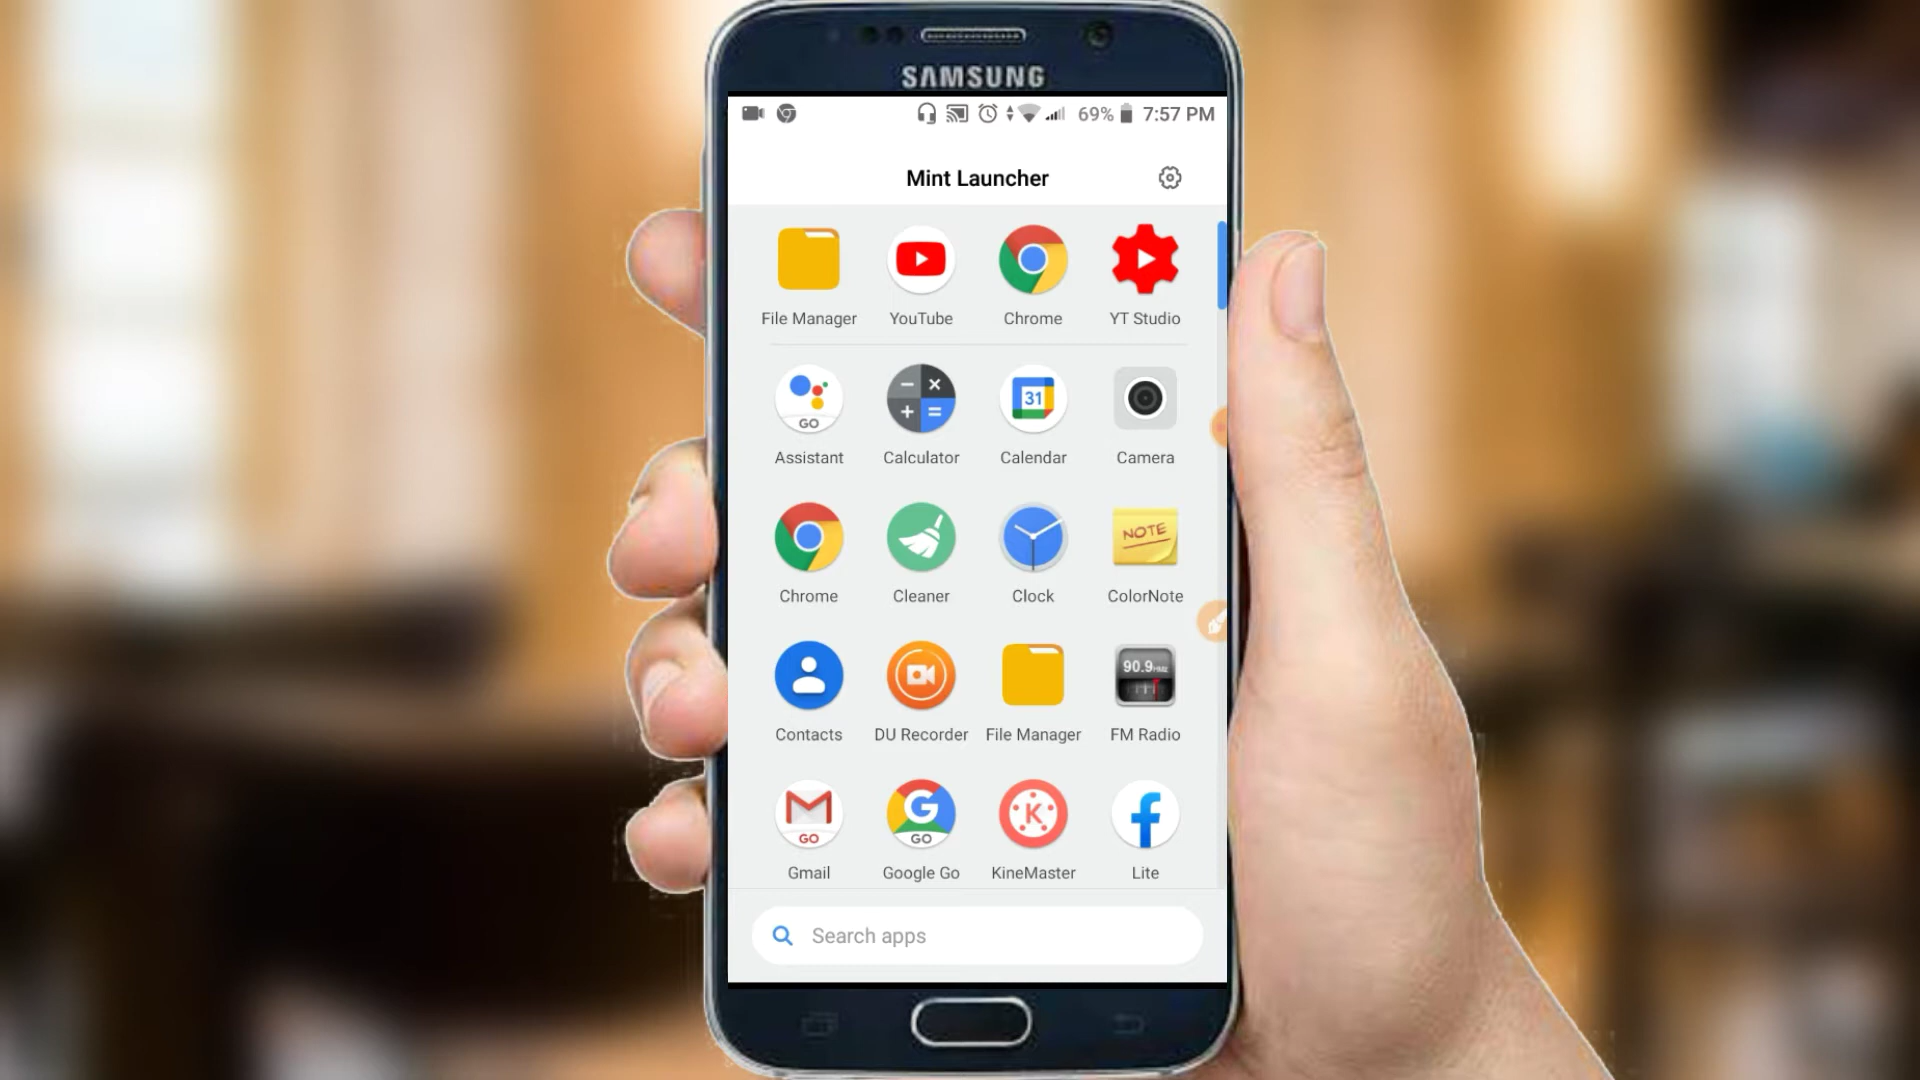 SAMSUNG
69% 7:57 PM
Mint Launcher
File Manager YouTube Chrome YT Studio
GO 31
Assistant Calculator Calendar Camera
NOTE
Chrome Cleaner Clock ColorNote
90.9
Contacts DU Recorder File Manager FM Radio
GO G GO K f
Gmail Google Go KineMaster Lite
Search apps